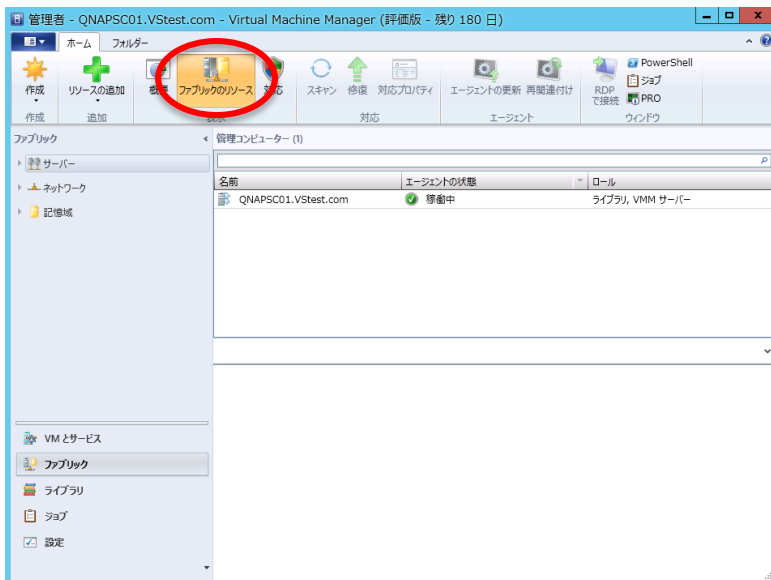 管理者 - QNAPSC01.VStest.com - Virtual Machine Manager (評価版 - 残り 180 日)
ホーム フォルダー
作成
リソースの追加
概要
ファブリックのリソース
対応
スキャン
修復
対応プロパティ
エージェントの更新
再関連付け
RDP
で接続
PowerShell
ジョブ
PRO
作成
追加
表示
対応
エージェント
ウィンドウ
ファブリック
管理コンピューター (1)
サーバー
ネットワーク
記憶域
名前 エージェントの状態 ロール
QNAPSC01.VStest.com 稼働中 ライブラリ, VMM サーバー
VM とサービス
ファブリック
ライブラリ
ジョブ
設定